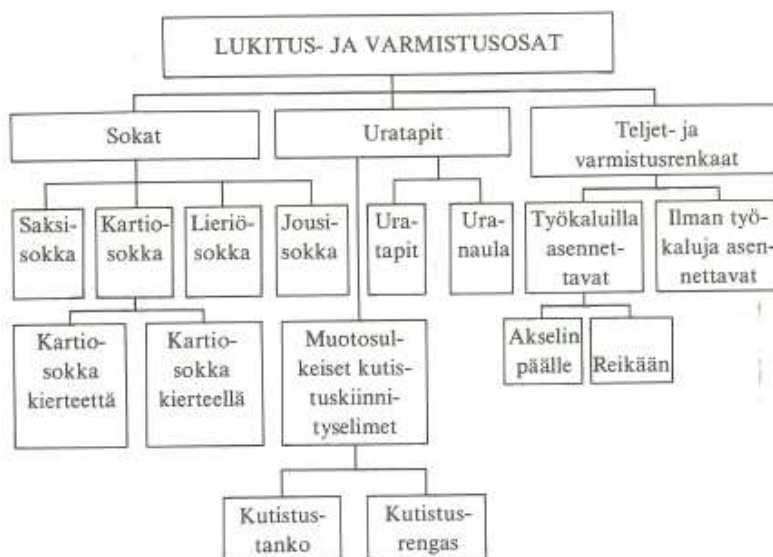 LUKITUS- JA VARMISTUSOSAT
Sokat
Uratapit
Teljet- ja
varmistusrenkaat
Saksi-
sokka
Kartio-
sokka
Lieriö-
sokka
Jousi-
sokka
Ura-
tapit
Ura-
naula
Työkaluilla
asennet-
tavat
Ilman työ-
kaluja asen-
nettavat
Kartio-
sokka
kierteettä
Kartio-
sokka
kierteellä
Muotosul-
keiset kutis-
tuskiinni-
tyselimet
Akselin
päälle
Reikään
Kutistus-
tanko
Kutistus-
rengas